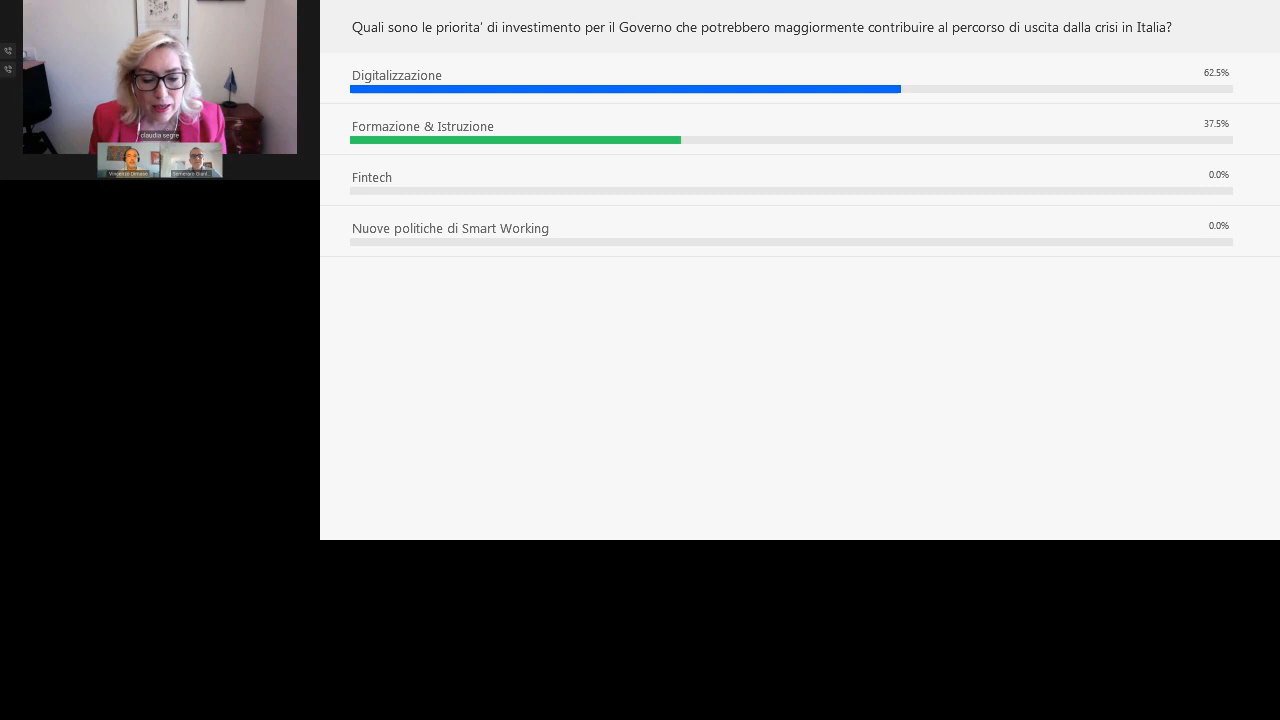 claudia segre
Vincenzo Dimase
Quali sono le priorita' di investimento per il Governo che potrebbero maggiormente contribuire al percorso di uscita dalla crisi in Italia?
Digitalizzazione
62.5%
Formazione & Istruzione
37.5%
Fintech
0.0%
Nuove politiche di Smart Working
0.0%